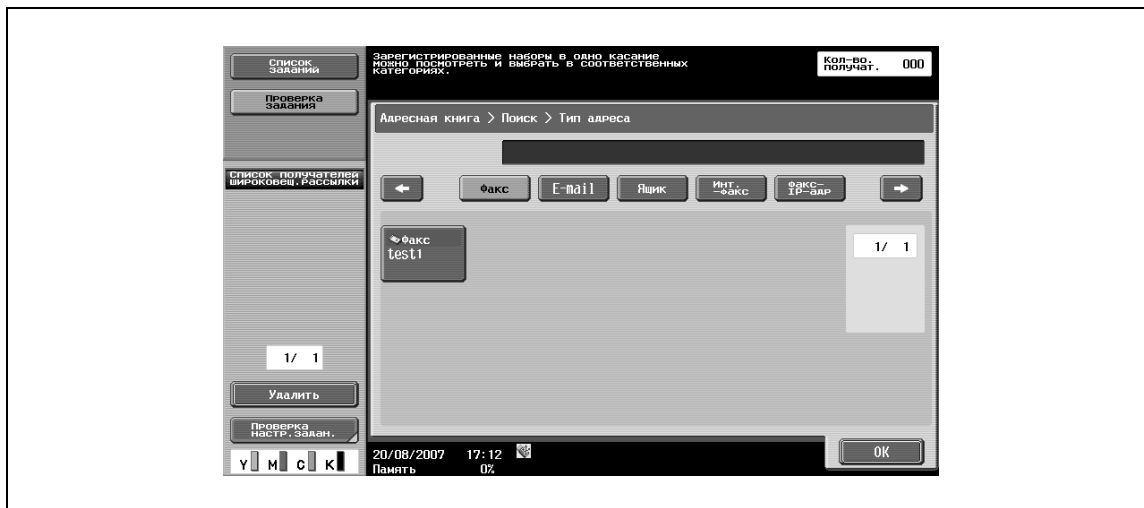 Список
заданий
Проверка
задания
Список получателей
широковещ.рассылки
1/ 1
Удалить
Проверка
настр.задан.
Y M C K
Зарегистрированные наборы в одно касание
можно посмотреть и выбрать в соответственных
категориях.
Кол-во.
получат. 000
Адресная книга > Поиск > Тип адреса
Факс
E-mail
Ящик
Инт.
-факс
Факс-
IP-адр
Факс
test1
1/ 1
20/08/2007 17:12
Память 0%
OK